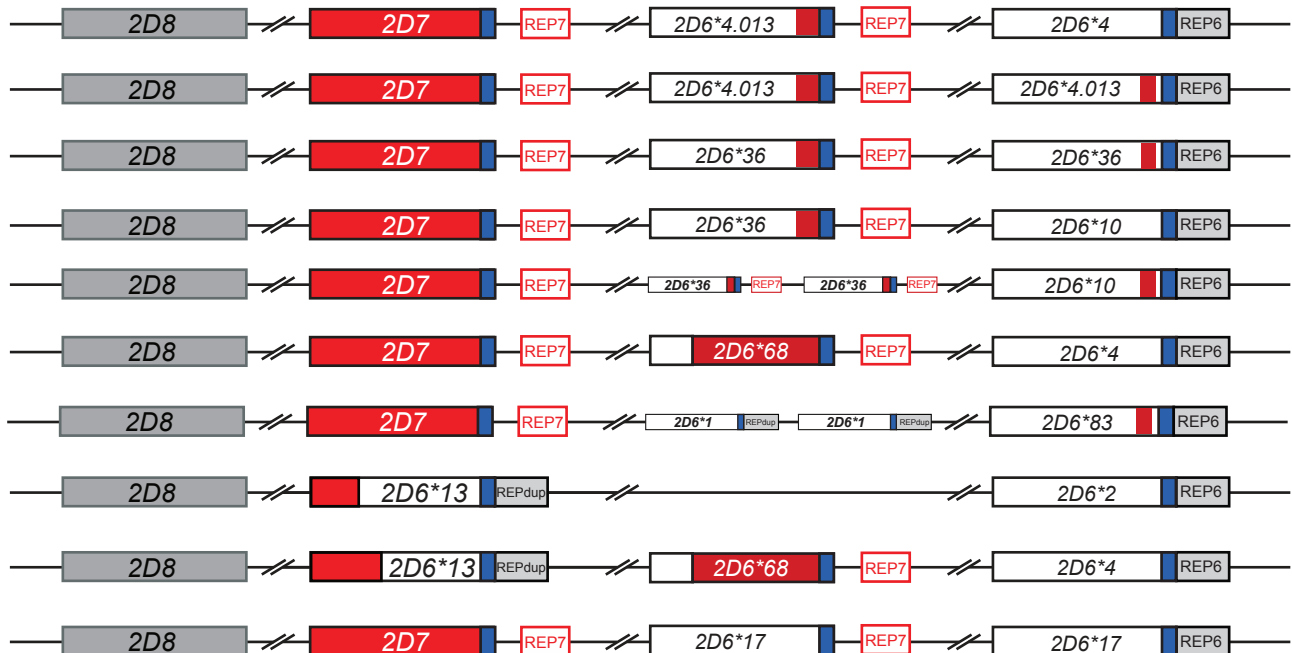 2D8 2D7 REP7 2D6*4.013 REP7 2D6*4 REP6
2D8 2D7 REP7 2D6*4.013 REP7 2D6*4.013 REP6
2D8 2D7 REP7 2D6*36 REP7 2D6*36 REP6
2D8 2D7 REP7 2D6*36 REP7 2D6*10 REP6
2D8 2D7 REP7 2D6*36 REP7 2D6*36 REP7 2D6*10 REP6
2D8 2D7 REP7 2D6*68 REP7 2D6*4 REP6
2D8 2D7 REP7 2D6*1 REPdup 2D6*1 REPdup 2D6*83 REP6
2D8 2D6*13 REPdup 2D6*2 REP6
2D8 2D6*13 REPdup 2D6*68 REP7 2D6*4 REP6
2D8 2D7 REP7 2D6*17 REP7 2D6*17 REP6